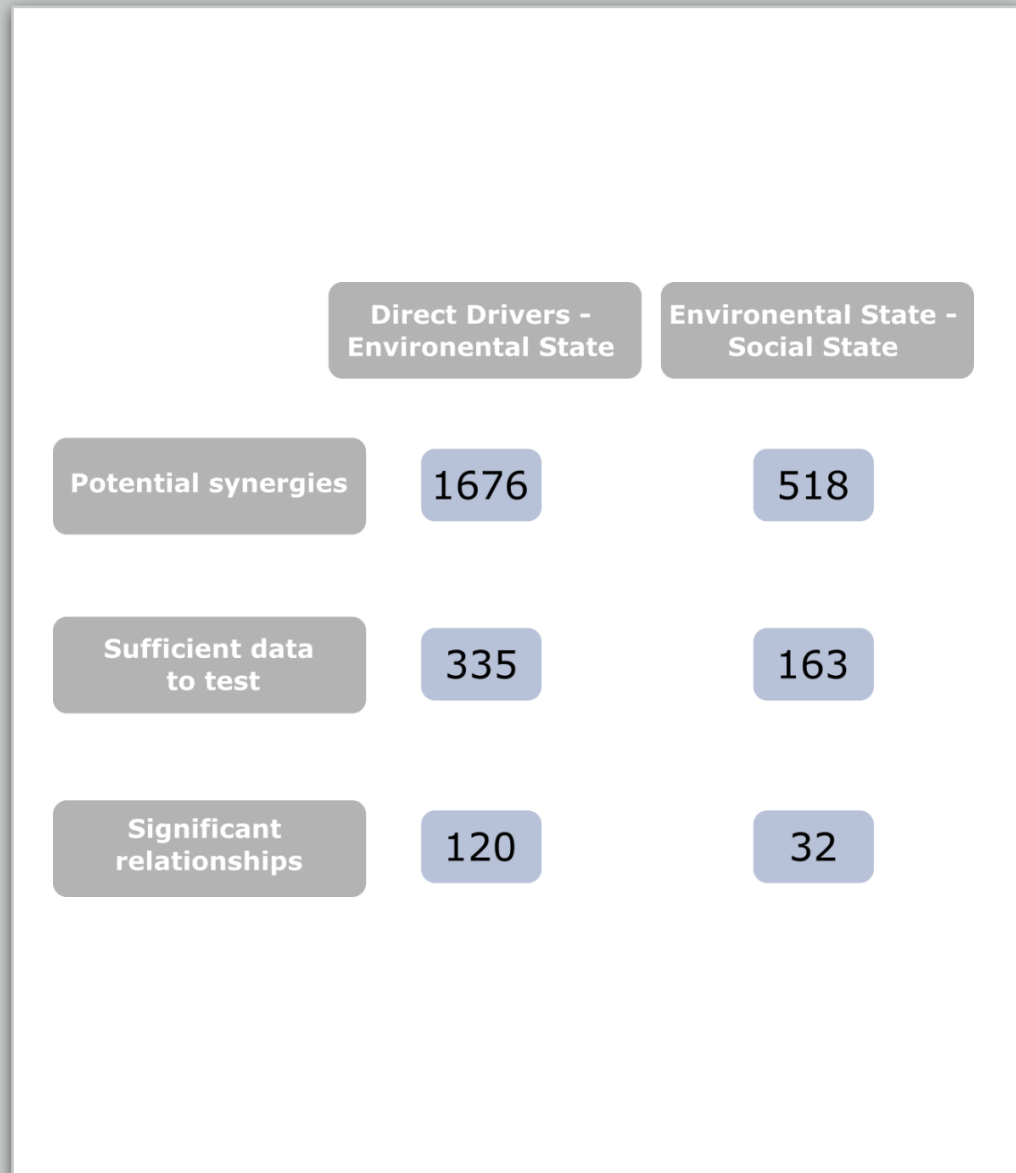 Direct Drivers -
Environental State
Environental State -
Social State
Potential synergies
1676
518
Sufficient data
to test
335
163
Significant
relationships
120
32